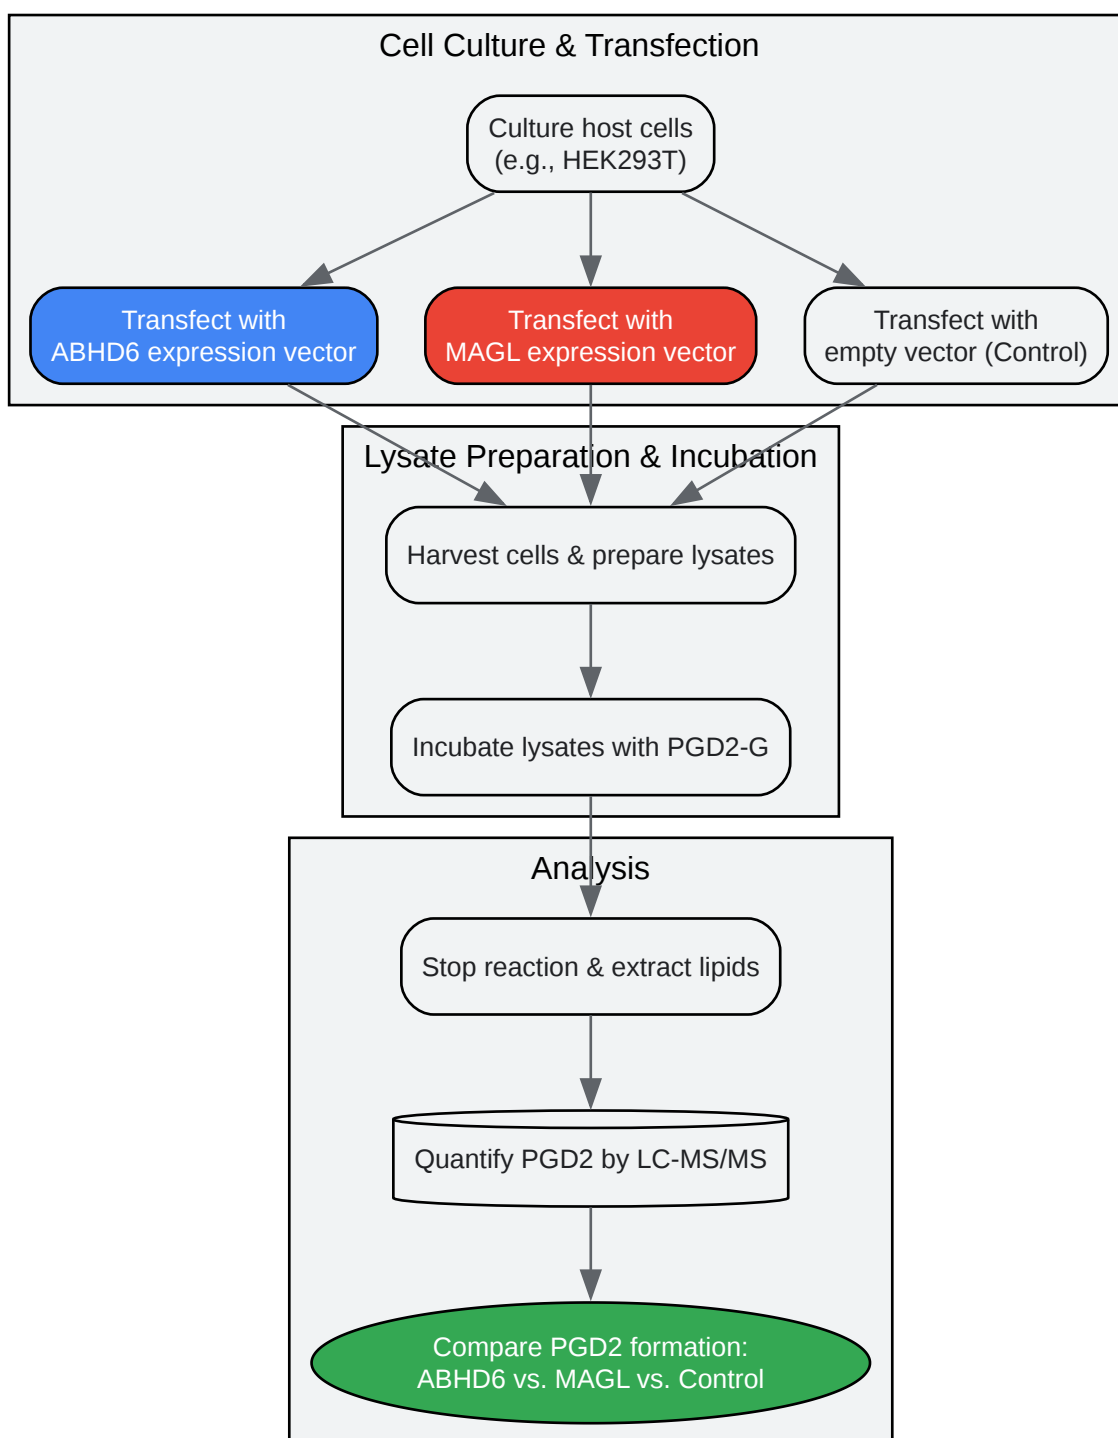 Cell Culture & Transfection
Culture host cells
(e.g., HEK293T)
Transfect with
ABHD6 expression vector
Transfect with
MAGL expression vector
Transfect with
empty vector (Control)
Lysate Preparation & Incubation
Harvest cells & prepare lysates
Incubate lysates with PGD2-G
Analysis
Stop reaction & extract lipids
Quantify PGD2 by LC-MS/MS
Compare PGD2 formation:
ABHD6 vs. MAGL vs. Control